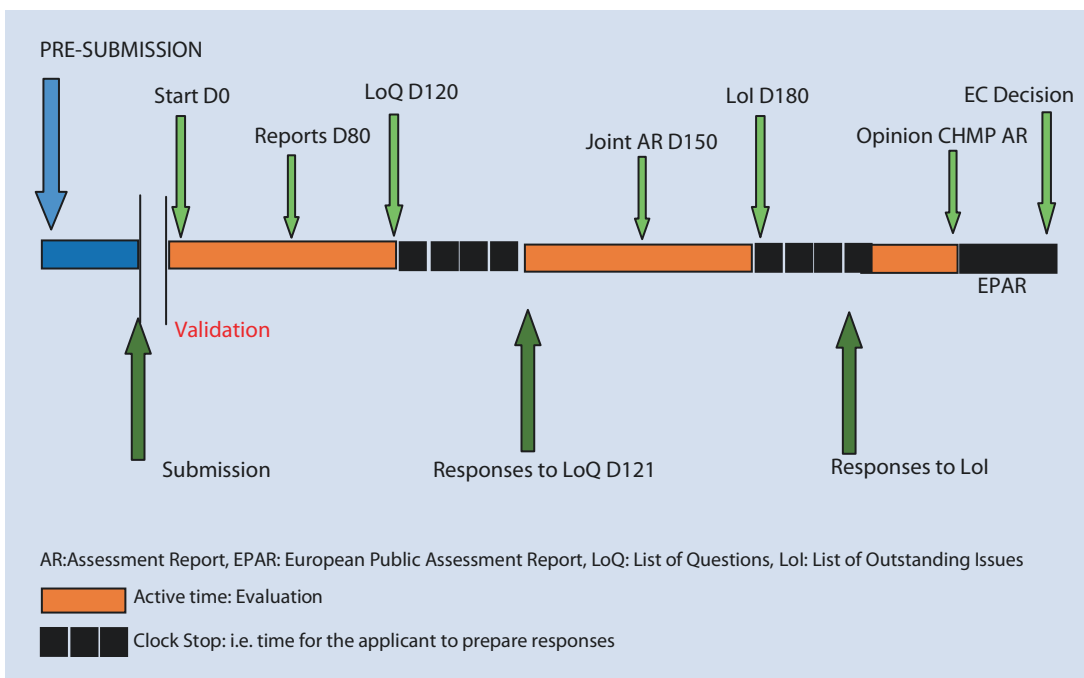 PRE-SUBMISSION
Start D0
Reports D80
LoQ D120
Joint AR D150
LoI D180
Opinion CHMP AR
EC Decision
EPAR
Validation
Submission
Responses to LoQ D121
Responses to LoI
AR:Assessment Report, EPAR: European Public Assessment Report, LoQ: List of Questions, LoI: List of Outstanding Issues
Active time: Evaluation
Clock Stop: i.e. time for the applicant to prepare responses